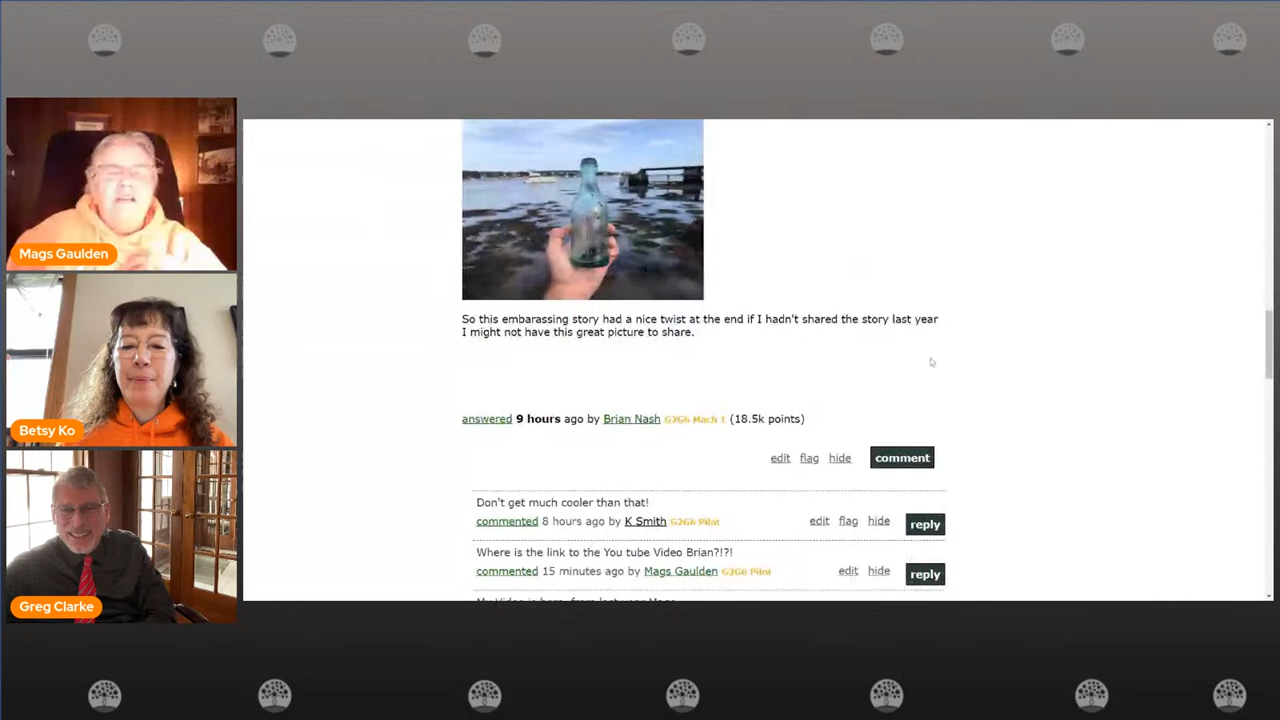 Mags Gaulden
Betsy Ko
Greg Clarke
So this embarassing story had a nice twist at the end if I hadn't shared the story last year
I might not have this great picture to share.
answered 9 hours ago by Brian Nash G2G6 Mach 1 (18.5k points)
edit flag hide comment
Don't get much cooler than that!
commented 8 hours ago by K Smith G2G6 Pilot
edit flag hide reply
Where is the link to the You tube Video Brian?!?!
commented 15 minutes ago by Mags Gaulden G2G6 Pilot
edit hide reply